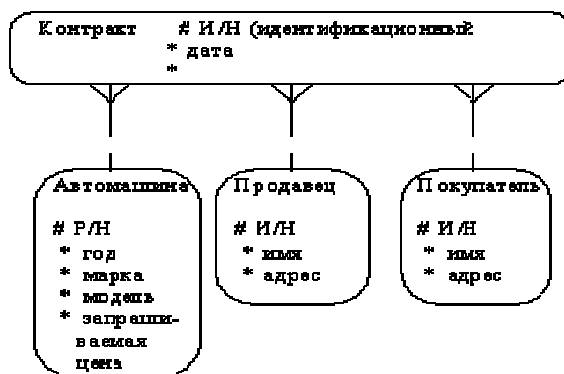 Контракт # И/Н (идентификационный
* дата
*
Автомашина
# Р/Н
* год
* марка
* модель
* запраши-
ваемая
цена
Продавец
# И/Н
* имя
* адрес
Покупатель
# И/Н
* имя
* адрес